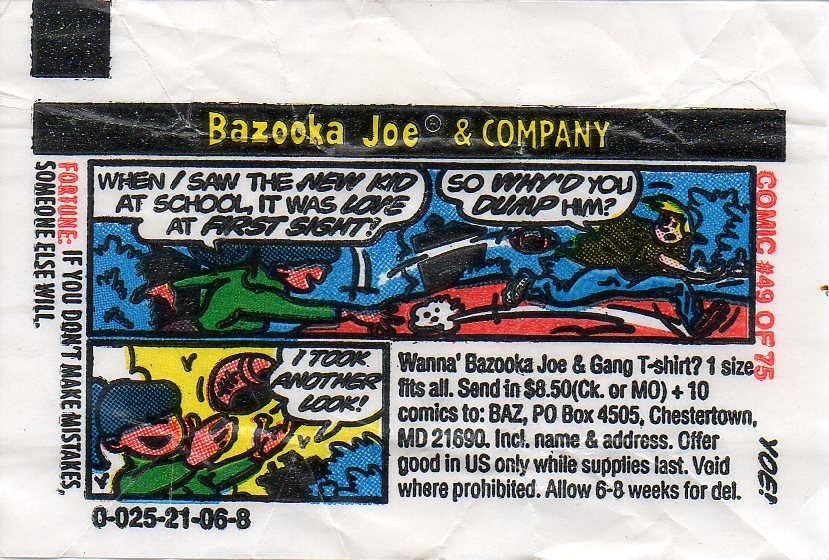 Bazooka Joe® & COMPANY
FORTUNE: IF YOU DON'T MAKE MISTAKES,
SOMEONE ELSE WILL.
WHEN I SAW THE NEW KID
AT SCHOOL, IT WAS LOVE
AT FIRST SIGHT!
SO WHY'D YOU
DUMP HIM?
COMIC #49 OF 75
I TOOK
ANOTHER
LOOK!
Wanna' Bazooka Joe & Gang T-shirt? 1 size
fits all. Send in $8.50(Ck. or MO) + 10
comics to: BAZ, PO Box 4505, Chestertown,
MD 21690. Incl. name & address. Offer
good in US only while supplies last. Void
where prohibited. Allow 6-8 weeks for del.
YOE!
0-025-21-06-8